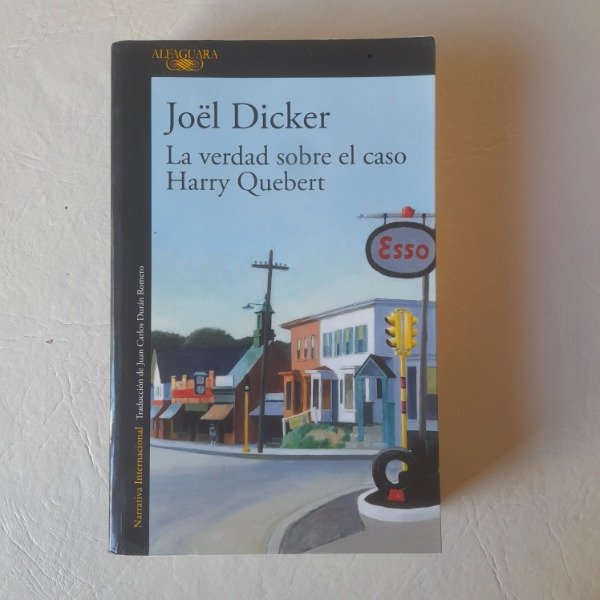 ALFAGUARA
Joël Dicker
La verdad sobre el caso
Harry Quebert
Esso
Narrativa Internacional Traducción de Juan Carlos Durán Romero